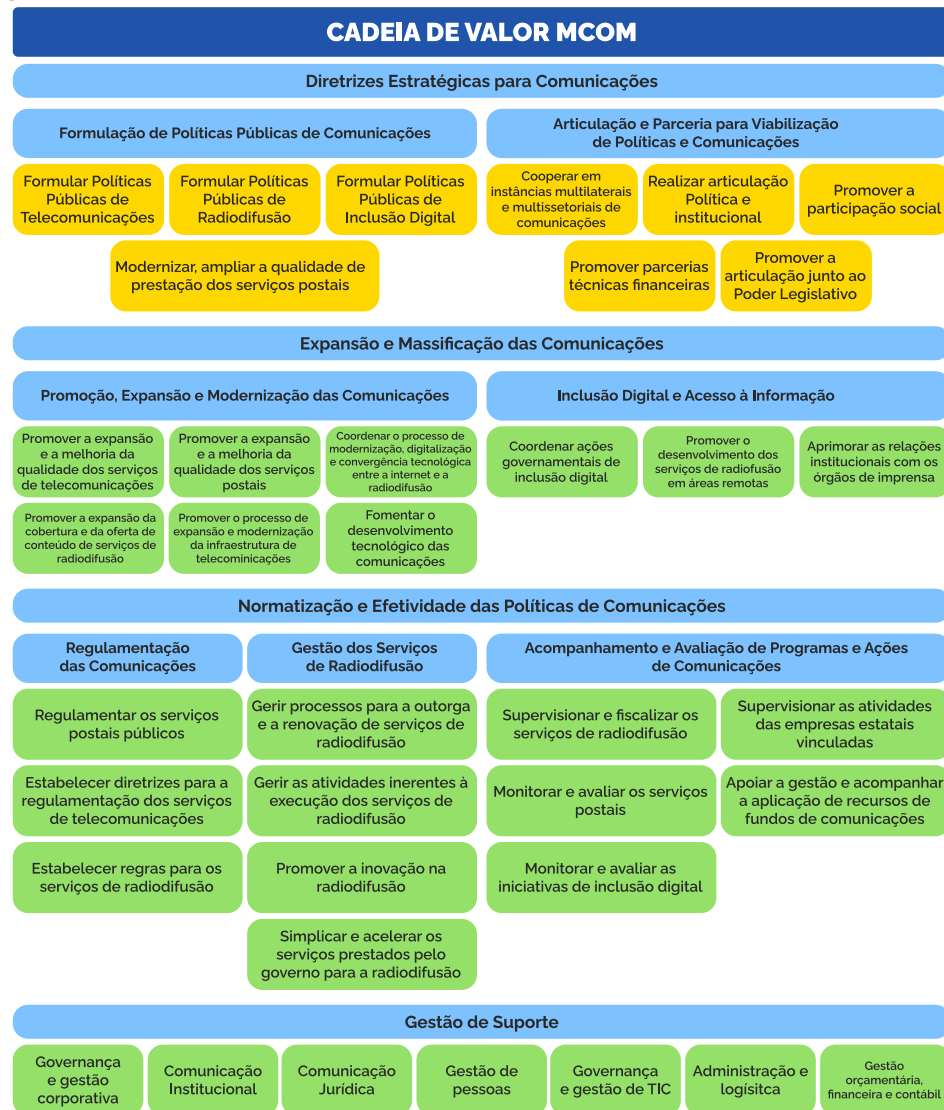 CADEIA DE VALOR MCOM
Diretrizes Estratégicas para Comunicações
Formulação de Políticas Públicas de Comunicações
Formular Políticas
Públicas de
Telecomunicações
Formular Políticas
Públicas de
Radiodifusão
Formular Políticas
Públicas de
Inclusão Digital
Modernizar, ampliar a qualidade de
prestação dos serviços postais
Articulação e Parceria para Viabilização
de Políticas e Comunicações
Cooperar em
instâncias multilaterais
e multissetoriais de
comunicações
Realizar articulação
Política e
institucional
Promover a
participação social
Promover parcerias
técnicas financeiras
Promover a
articulação junto ao
Poder Legislativo
Expansão e Massificação das Comunicações
Promoção, Expansão e Modernização das Comunicações
Promover a expansão
e a melhoria da
qualidade dos serviços
de telecomunicações
Promover a expansão
e a melhoria da
qualidade dos serviços
postais
Coordenar o processo de
modernização, digitalização
e convergência tecnológica
entre a internet e a
radiodifusão
Promover a expansão da
cobertura e da oferta de
conteúdo de serviços de
radiodifusão
Promover o processo de
expansão e modernização
da infraestrutura de
telecominicações
Fomentar o
desenvolvimento
tecnológico das
comunicações
Inclusão Digital e Acesso à Informação
Coordenar ações
governamentais de
inclusão digital
Promover o
desenvolvimento dos
serviços de radiofusão
em áreas remotas
Aprimorar as relações
institucionais com os
órgãos de imprensa
Normatização e Efetividade das Políticas de Comunicações
Regulamentação
das Comunicações
Regulamentar os serviços
postais públicos
Estabelecer diretrizes para a
regulamentação dos serviços
de telecomunicações
Estabelecer regras para os
serviços de radiodifusão
Gestão dos Serviços
de Radiodifusão
Gerir processos para a outorga
e a renovação de serviços de
radiodifusão
Gerir as atividades inerentes à
execução dos serviços de
radiodifusão
Promover a inovação na
radiodifusão
Simplicar e acelerar os
serviços prestados pelo
governo para a radiodifusão
Acompanhamento e Avaliação de Programas e Ações
de Comunicações
Supervisionar e fiscalizar os
serviços de radiodifusão
Supervisionar as atividades
das empresas estatais
vinculadas
Monitorar e avaliar os serviços
postais
Apoiar a gestão e acompanhar
a aplicação de recursos de
fundos de comunicações
Monitorar e avaliar as
iniciativas de inclusão digital
Gestão de Suporte
Governança
e gestão
corporativa
Comunicação
Institucional
Comunicação
Jurídica
Gestão de
pessoas
Governança
e gestão de TIC
Administração e
logísitca
Gestão
orçamentária,
financeira e contábil